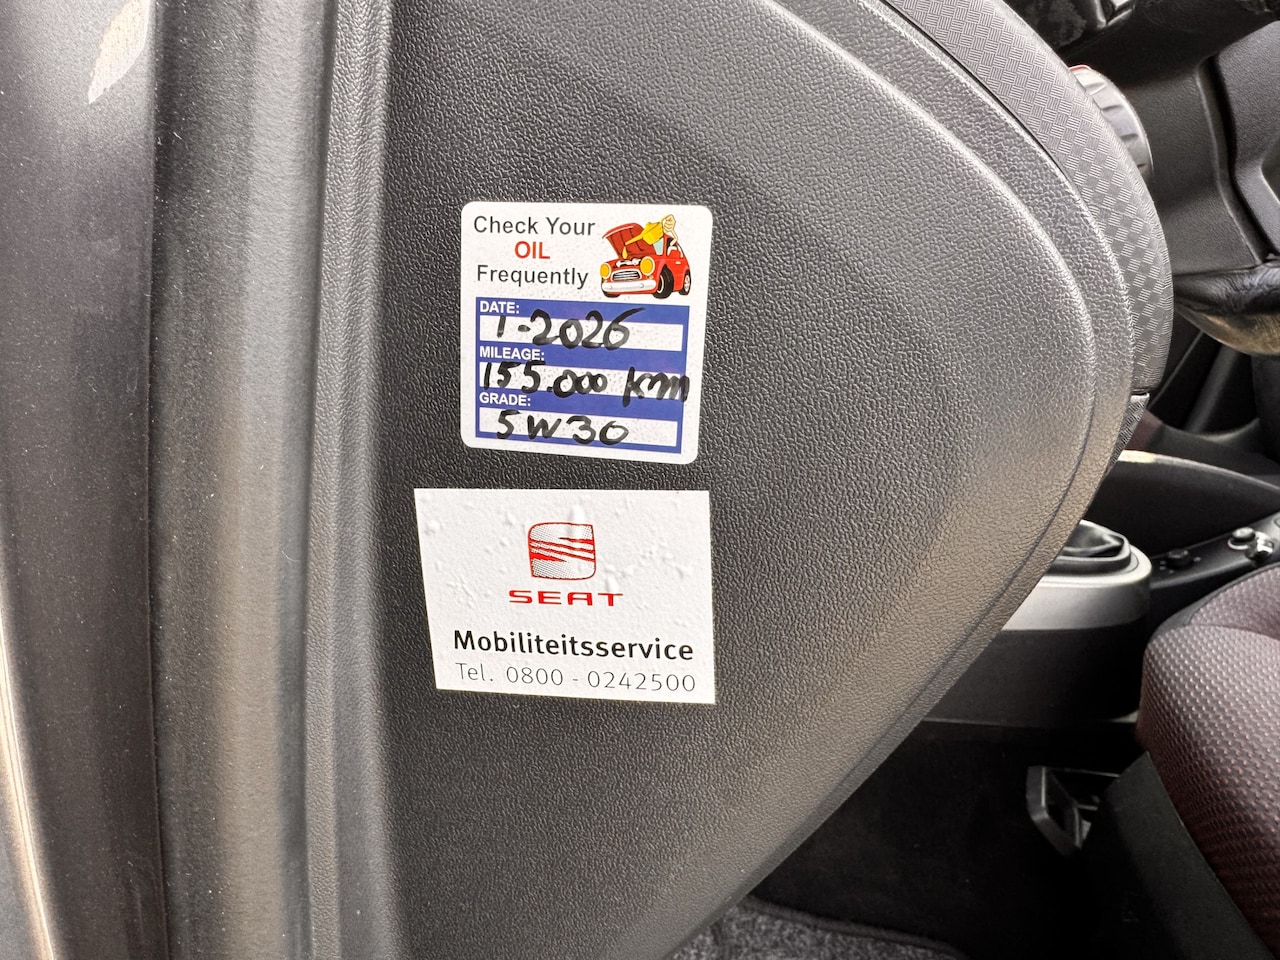 Check Your
OIL
Frequently
DATE:
1-2026
MILEAGE:
155.000 km
GRADE:
5W30
SEAT
Mobiliteitsservice
Tel. 0800 - 0242500